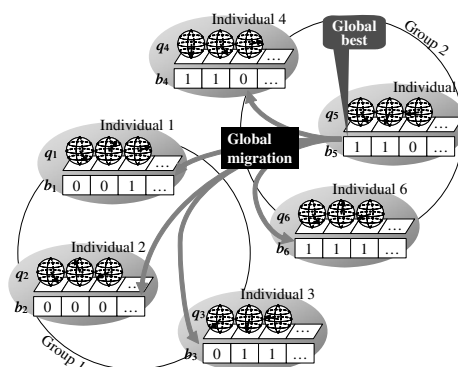 Individual 4
q4
...
b4 1 1 0 ...
Global
best
Group 2
Individual
q5
...
b5 1 1 0 ...
Individual 1
q1
...
b1 0 0 1 ...
Global
migration
Individual 6
q6
...
b6 1 1 1 ...
Individual 2
q2
...
b2 0 0 0 ...
Individual 3
q3
...
b3 0 1 1 ...
Group 1